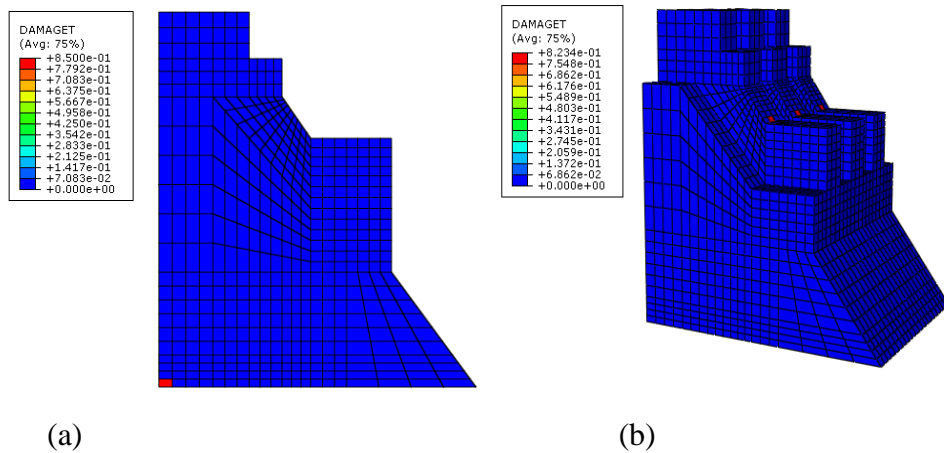 DAMAGET
(Avg: 75%)
+8.500e-01
+7.792e-01
+7.083e-01
+6.375e-01
+5.667e-01
+4.958e-01
+4.250e-01
+3.542e-01
+2.833e-01
+2.125e-01
+1.417e-01
+7.083e-02
+0.000e+00
DAMAGET
(Avg: 75%)
+8.234e-01
+7.548e-01
+6.862e-01
+6.176e-01
+5.489e-01
+4.803e-01
+4.117e-01
+3.431e-01
+2.745e-01
+2.059e-01
+1.372e-01
+6.862e-02
+0.000e+00
(a)
(b)